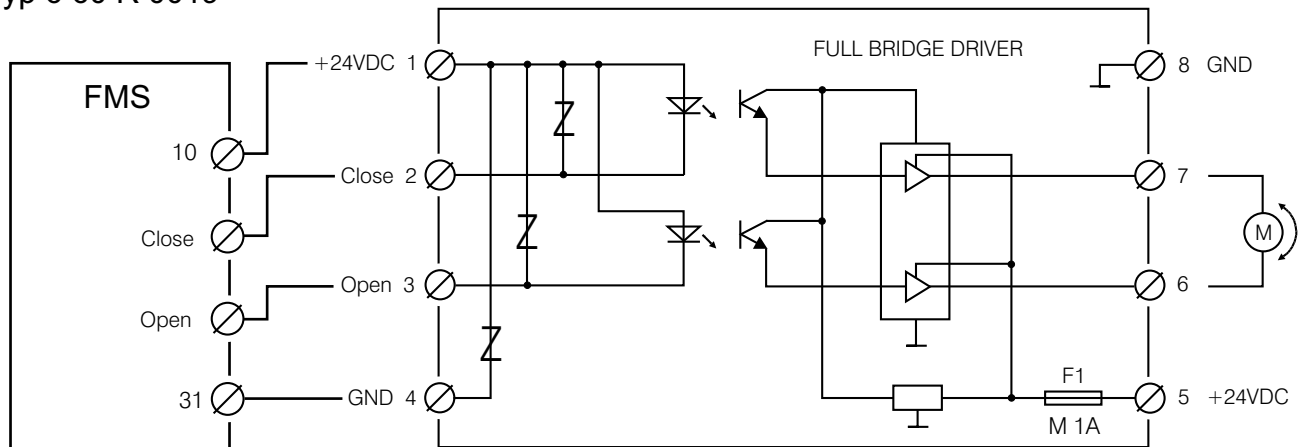 FULL BRIDGE DRIVER
FMS
+24VDC 1
8 GND
10
Close 2
7
Close
M
Open 3
6
Open
31
GND 4
F1
M 1A
5 +24VDC